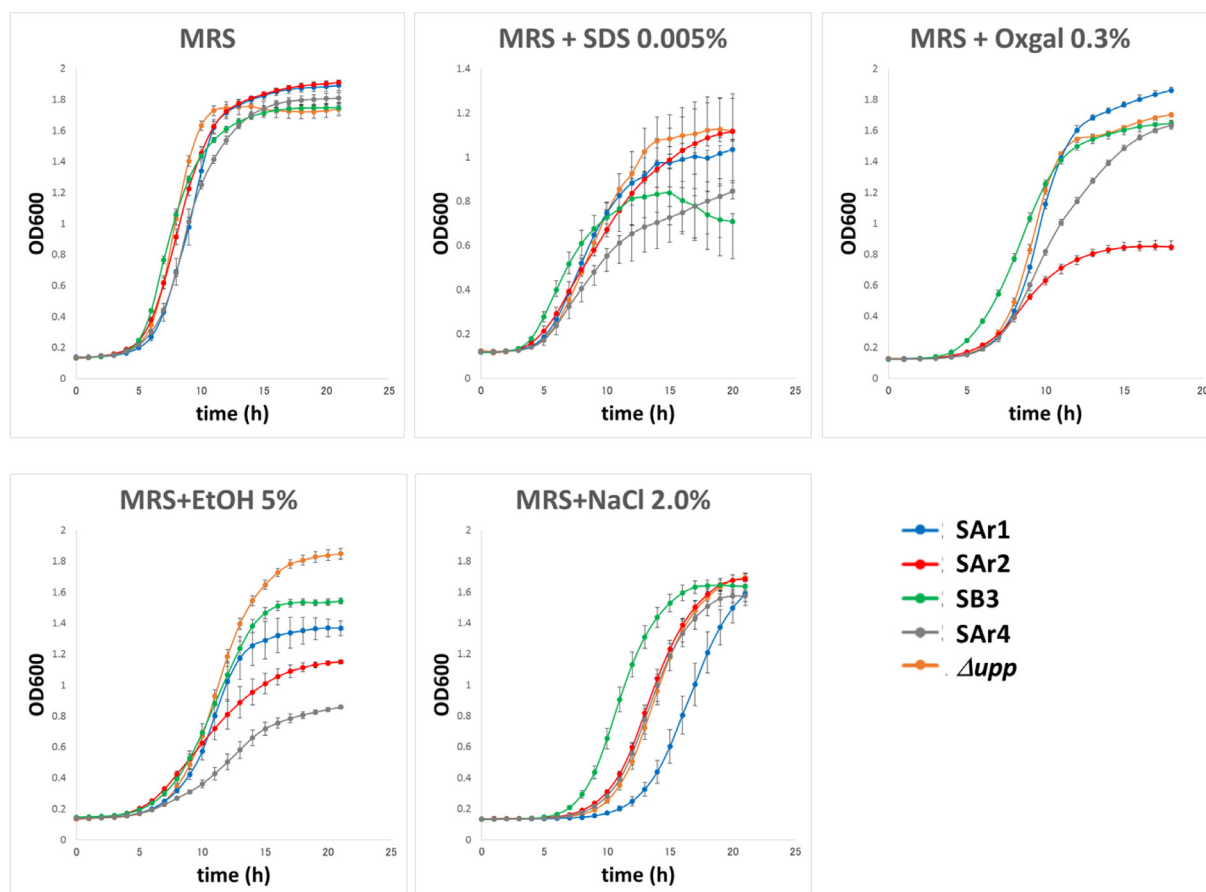 MRS
2
1.8
1.6
1.4
1.2
1
0.8
0.6
0.4
0.2
0
OD600
0 5 10 15 20 25
time (h)
MRS + SDS 0.005%
1.4
1.2
1
0.8
0.6
0.4
0.2
0
OD600
0 5 10 15 20 25
time (h)
MRS + Oxgal 0.3%
2
1.8
1.6
1.4
1.2
1
0.8
0.6
0.4
0.2
0
OD600
0 5 10 15 20
time (h)
MRS+EtOH 5%
2
1.8
1.6
1.4
1.2
1
0.8
0.6
0.4
0.2
0
OD600
0 5 10 15 20 25
time (h)
MRS+NaCl 2.0%
2
1.8
1.6
1.4
1.2
1
0.8
0.6
0.4
0.2
0
OD600
0 5 10 15 20 25
time (h)
SAr1
SAr2
SB3
SAr4
Δupp